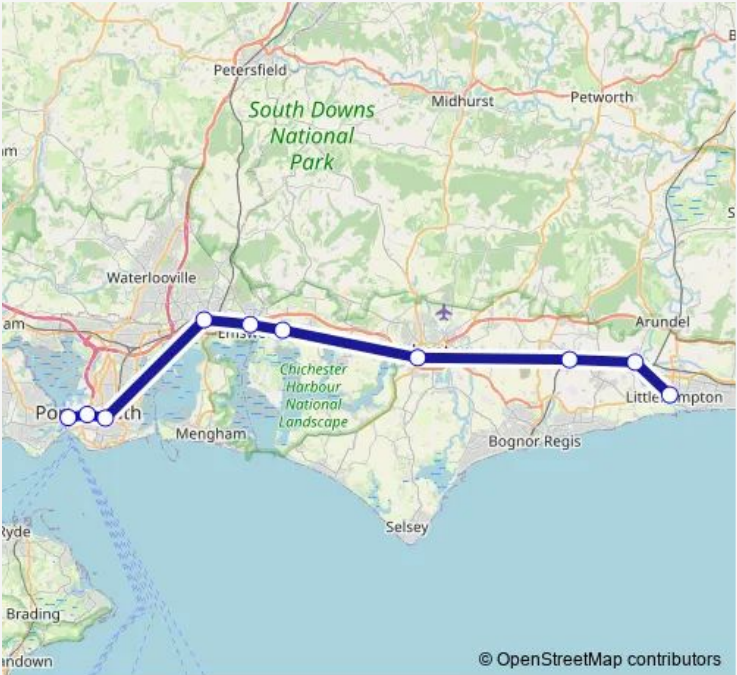 Petersfield
Midhurst
Petworth
South Downs
National
Park
Waterlooville
Arundel
Chichester
Harbour
National
Landscape
Mengham
Bognor Regis
Selsey
Ryde
Brading
© OpenStreetMap contributors